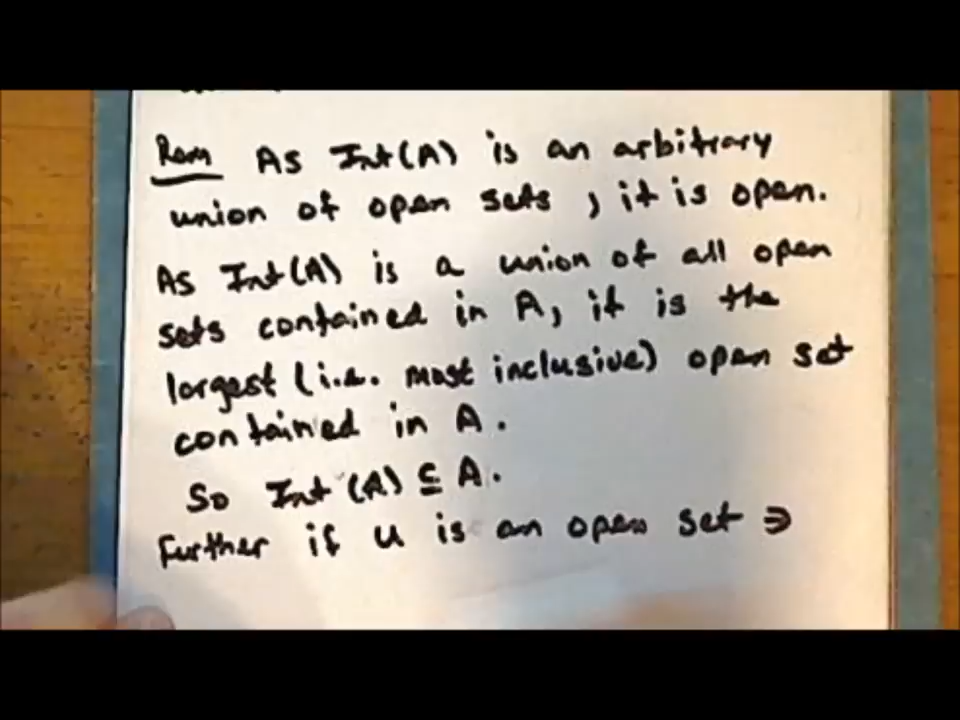 Rem As Int(A) is an arbitrary
union of open sets, it is open.
As Int(A) is a union of all open
sets contained in A, it is the
largest (i.e. most inclusive) open set
contained in A.
So Int (A) ⊆ A.
Further if U is an open set ∋